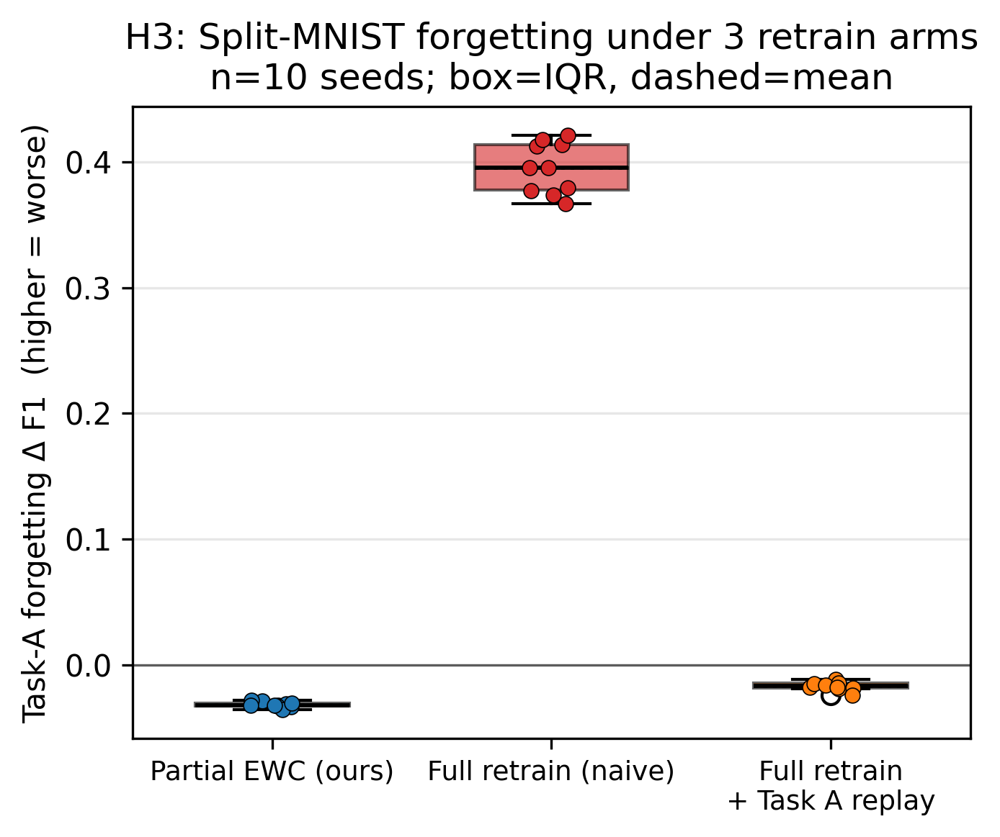 H3: Split-MNIST forgetting under 3 retrain arms
n=10 seeds; box=IQR, dashed=mean
Task-A forgetting Δ F1  (higher = worse)
0.4
0.3
0.2
0.1
0.0
Partial EWC (ours)
Full retrain (naive)
Full retrain
+ Task A replay